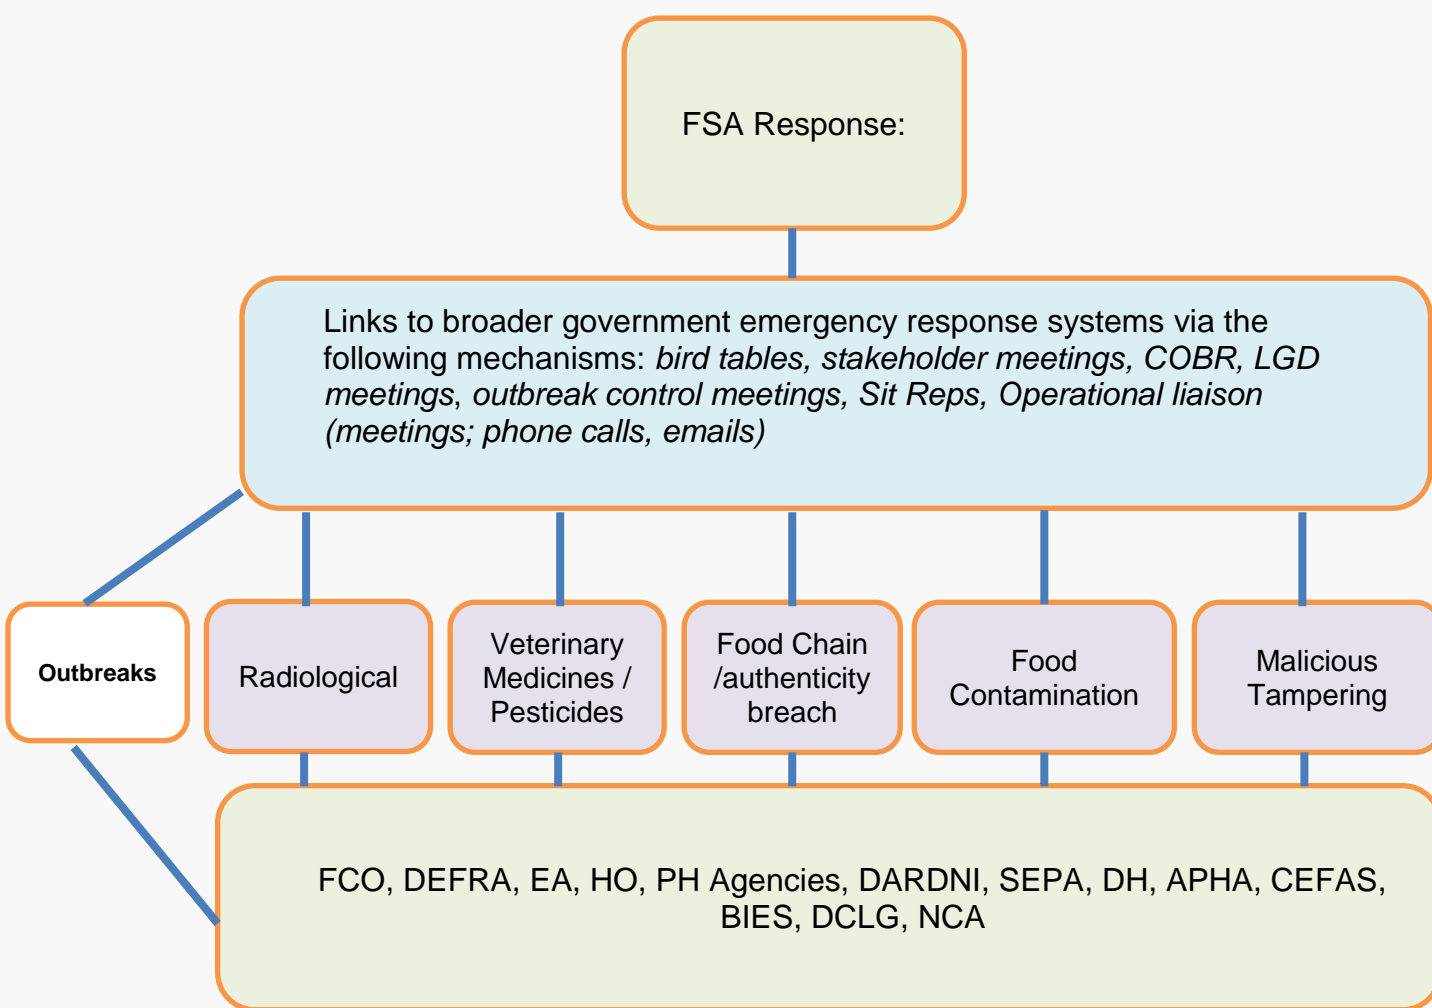 FSA Response:
Links to broader government emergency response systems via the
following mechanisms: bird tables, stakeholder meetings, COBR, LGD
meetings, outbreak control meetings, Sit Reps, Operational liaison
(meetings; phone calls, emails)
Outbreaks
Radiological
Veterinary
Medicines /
Pesticides
Food Chain
/authenticity
breach
Food
Contamination
Malicious
Tampering
FCO, DEFRA, EA, HO, PH Agencies, DARDNI, SEPA, DH, APHA, CEFAS,
BIES, DCLG, NCA